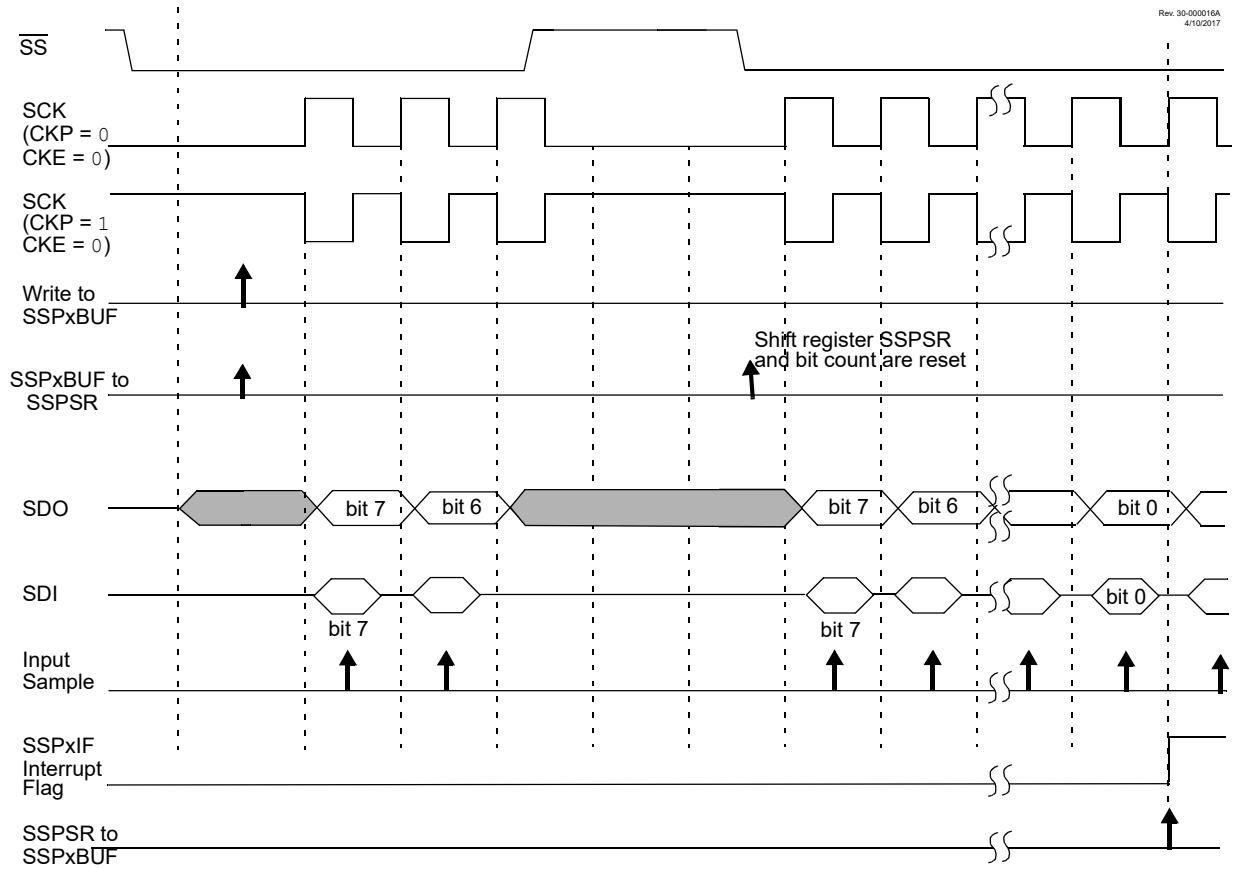 Rev. 30-000016A
4/10/2017
SS
SCK
(CKP = 0
CKE = 0)
SCK
(CKP = 1
CKE = 0)
Write to
SSPxBUF
Shift register SSPSR
and bit count are reset
SSPxBUF to
SSPSR
SDO
bit 7
bit 6
bit 7
bit 6
bit 0
SDI
bit 0
bit 7
bit 7
Input
Sample
SSPxIF
Interrupt
Flag
SSPSR to
SSPxBUF